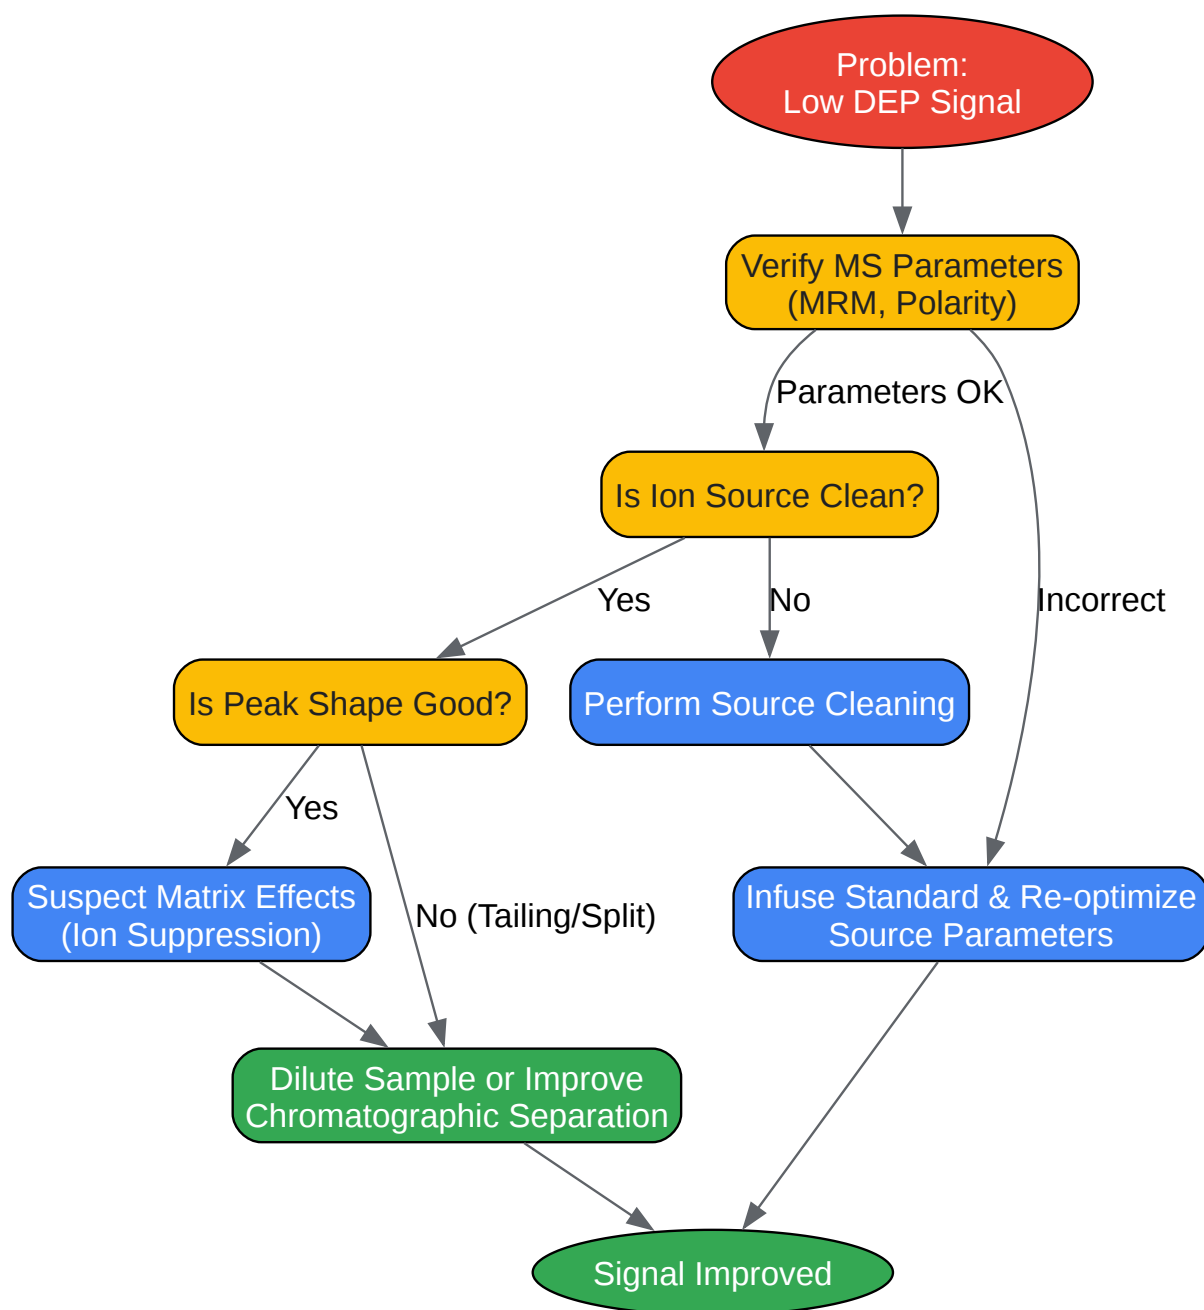 Problem:
Low DEP Signal
Verify MS Parameters
(MRM, Polarity)
Parameters OK
Is Ion Source Clean?
Yes
No
Incorrect
Is Peak Shape Good?
Perform Source Cleaning
Yes
Suspect Matrix Effects
(Ion Suppression)
No (Tailing/Split)
Infuse Standard & Re-optimize
Source Parameters
Dilute Sample or Improve
Chromatographic Separation
Signal Improved